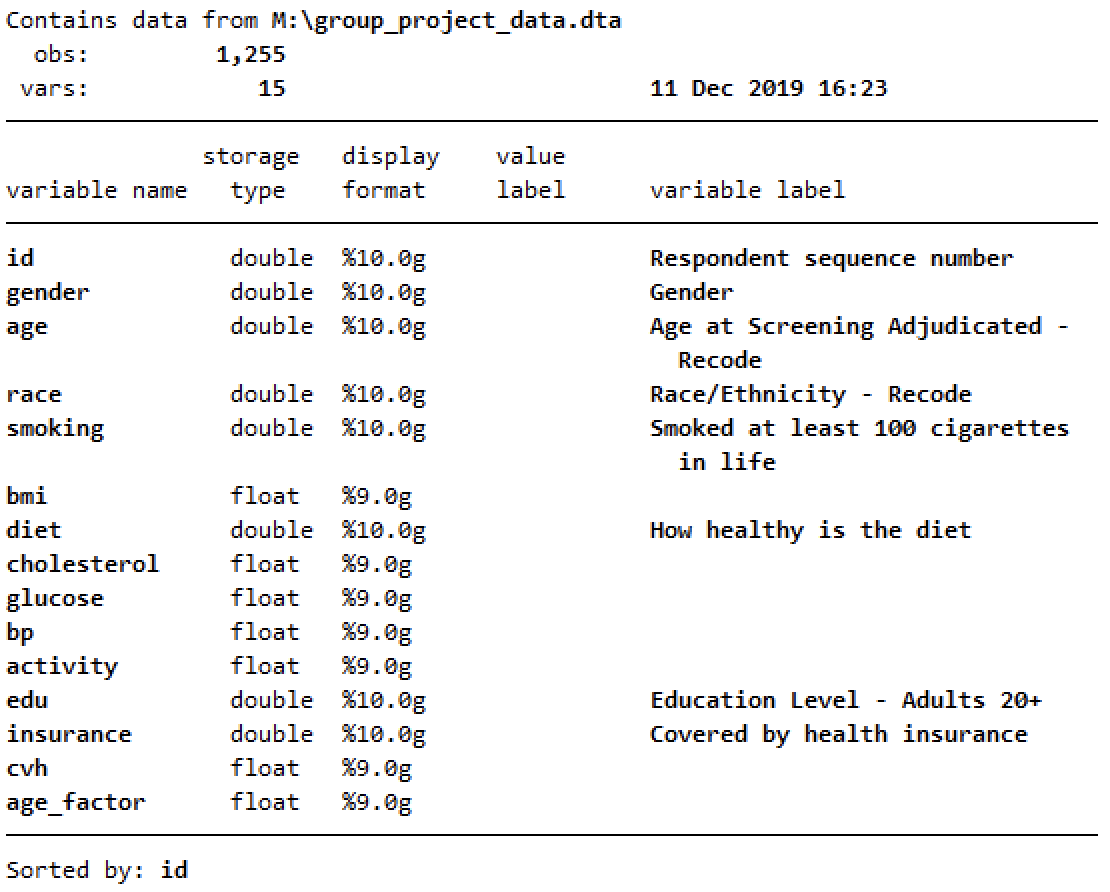 Contains data from M:\group_project_data.dta
obs: 1,255
vars: 15 11 Dec 2019 16:23
storage display value
variable name type format label variable label
id double %10.0g Respondent sequence number
gender double %10.0g Gender
age double %10.0g Age at Screening Adjudicated -
Recode
race double %10.0g Race/Ethnicity - Recode
smoking double %10.0g Smoked at least 100 cigarettes
in life
bmi float %9.0g
diet double %10.0g How healthy is the diet
cholesterol float %9.0g
glucose float %9.0g
bp float %9.0g
activity float %9.0g
edu double %10.0g Education Level - Adults 20+
insurance double %10.0g Covered by health insurance
cvh float %9.0g
age_factor float %9.0g
Sorted by: id